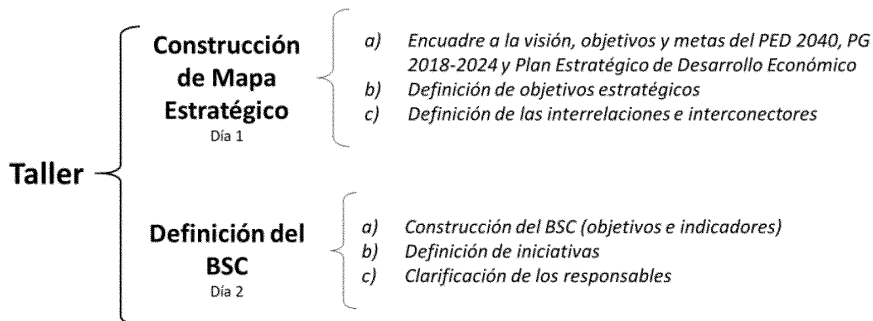 Taller
Construcción
de Mapa
Estratégico
Día 1
a) Encuadre a la visión, objetivos y metas del PED 2040, PG
2018-2024 y Plan Estratégico de Desarrollo Económico
b) Definición de objetivos estratégicos
c) Definición de las interrelaciones e interconectores
Definición del
BSC
Día 2
a) Construcción del BSC (objetivos e indicadores)
b) Definición de iniciativas
c) Clarificación de los responsables